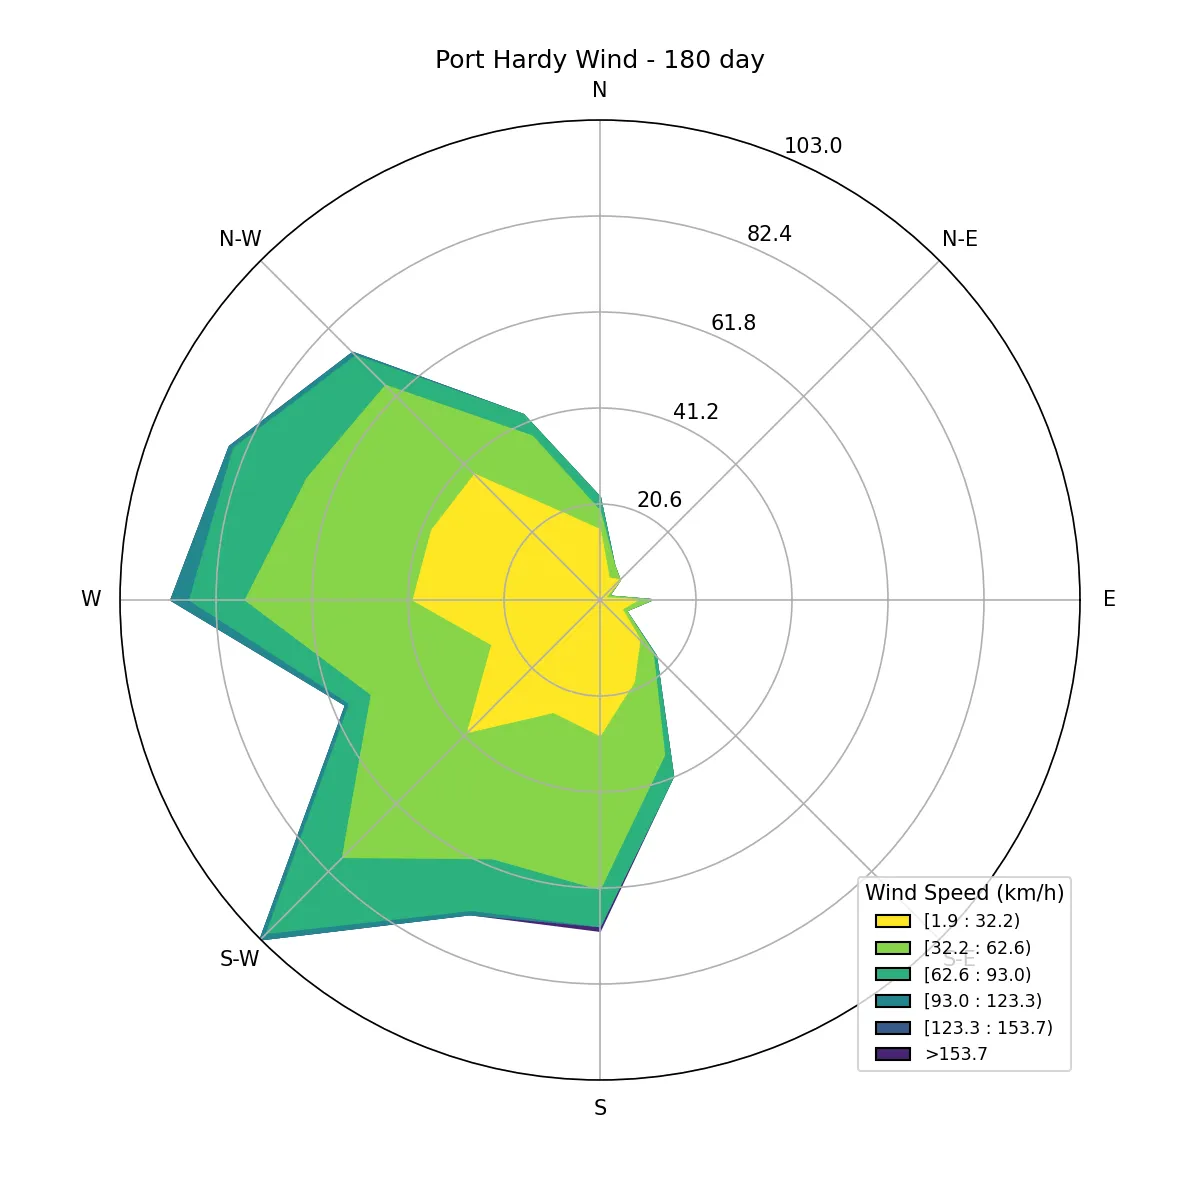 Port Hardy Wind - 180 day
N
103.0
N-W
82.4
N-E
61.8
41.2
20.6
W
E
S-W
S-E
S
Wind Speed (km/h)
[1.9 : 32.2)
[32.2 : 62.6)
[62.6 : 93.0)
[93.0 : 123.3)
[123.3 : 153.7)
>153.7